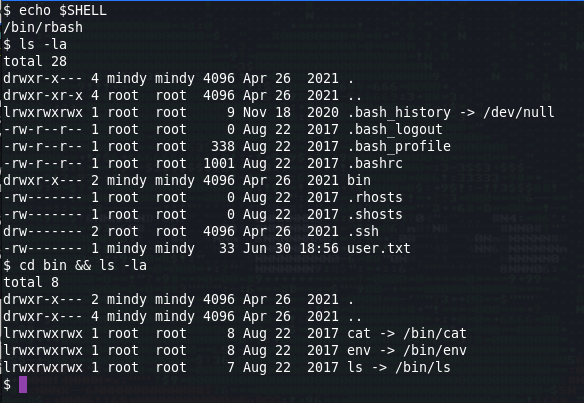 $ echo $SHELL
/bin/rbash
$ ls -la
total 28
drwxr-x--- 4 mindy mindy 4096 Apr 26  2021 .
drwxr-xr-x 4 root  root  4096 Apr 26  2021 ..
lrwxrwxrwx 1 root  root     9 Nov 18  2020 .bash_history -> /dev/null
-rw-r--r-- 1 root  root     0 Aug 22  2017 .bash_logout
-rw-r--r-- 1 root  root   338 Aug 22  2017 .bash_profile
-rw-r--r-- 1 root  root  1001 Aug 22  2017 .bashrc
drwxr-x--- 2 mindy mindy 4096 Apr 26  2021 bin
-rw------- 1 root  root     0 Aug 22  2017 .rhosts
-rw------- 1 root  root     0 Aug 22  2017 .shosts
drw------- 2 root  root  4096 Apr 26  2021 .ssh
-rw------- 1 mindy mindy   33 Jun 30 18:56 user.txt
$ cd bin && ls -la
total 8
drwxr-x--- 2 mindy mindy 4096 Apr 26  2021 .
drwxr-x--- 4 mindy mindy 4096 Apr 26  2021 ..
lrwxrwxrwx 1 root  root     8 Aug 22  2017 cat -> /bin/cat
lrwxrwxrwx 1 root  root     8 Aug 22  2017 env -> /bin/env
lrwxrwxrwx 1 root  root     7 Aug 22  2017 ls -> /bin/ls
$